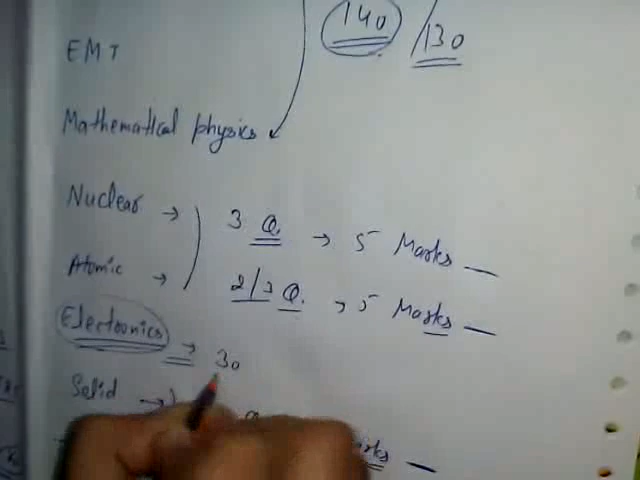 140 / 130
EMT
Mathematical physics
Nuclear → 3 Q. → 5 Marks —
Atomic → 2/3 Q. → 5 Marks —
Electronics → 30
Solid →